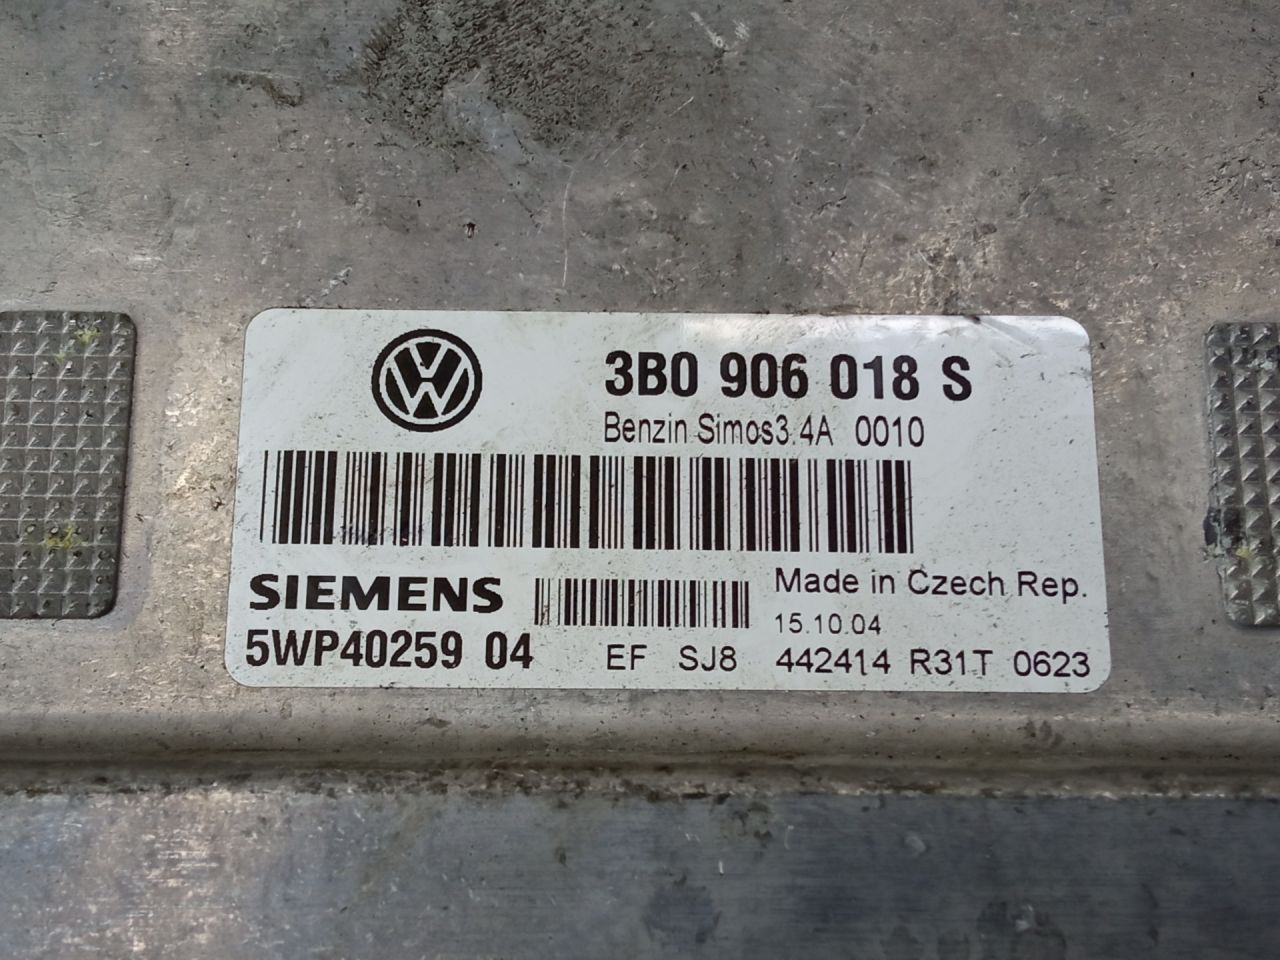 3B0 906 018 S
Benzin Simos3.4A 0010
SIEMENS
Made in Czech Rep.
15.10.04
5WP40259 04 EF SJ8 442414 R31T 0623